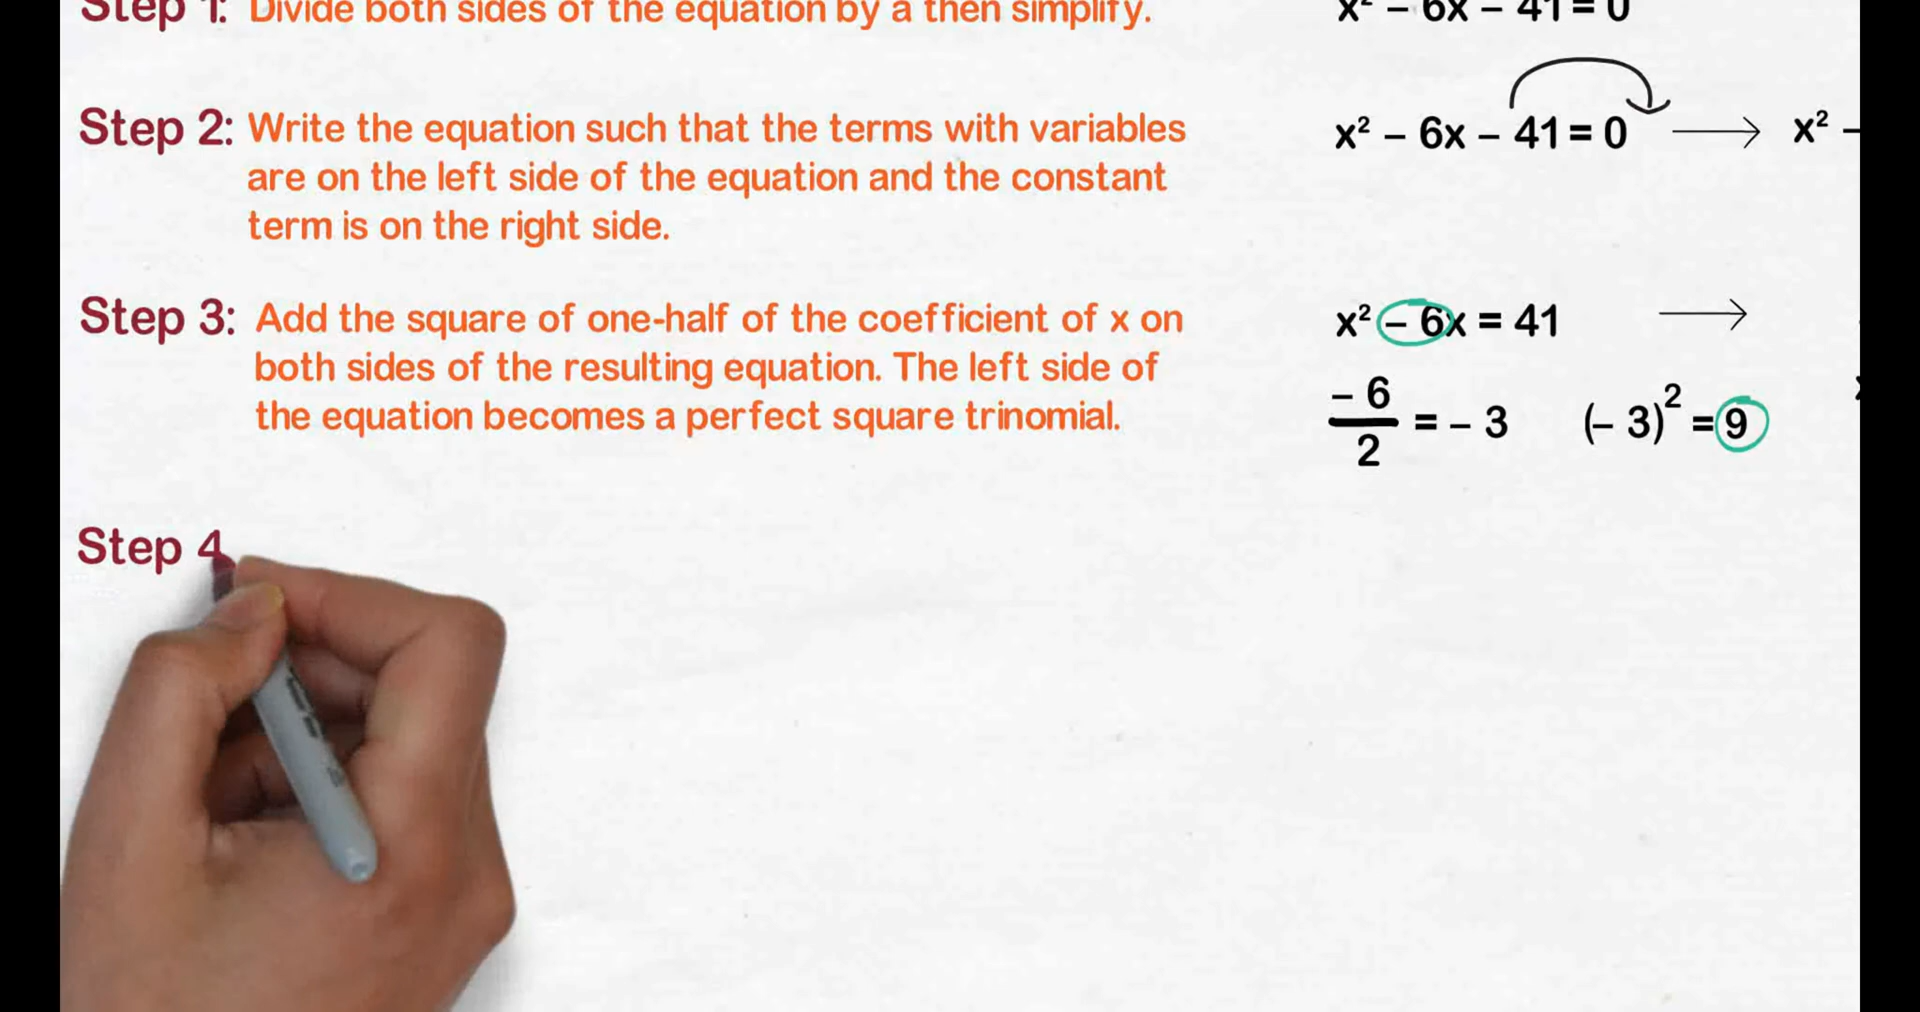 Step 1: Divide both sides of the equation by a then simplify.
x² – 6x – 41 = 0
Step 2: Write the equation such that the terms with variables
are on the left side of the equation and the constant
term is on the right side.
x² – 6x – 41 = 0 → x² –
Step 3: Add the square of one-half of the coefficient of x on
both sides of the resulting equation. The left side of
the equation becomes a perfect square trinomial.
x² – 6x = 41 →
– 6
2
= – 3 (– 3)² = 9
Step 4